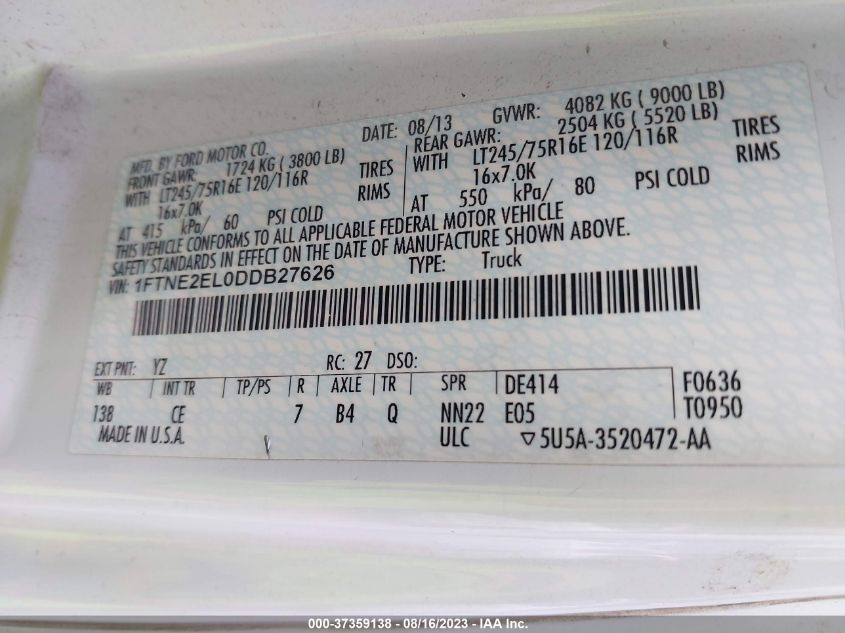 MFD. BY FORD MOTOR CO.
DATE: 08/13 GVWR: 4082 KG ( 9000 LB)
FRONT GAWR: 1724 KG ( 3800 LB)
REAR GAWR: 2504 KG ( 5520 LB)
WITH LT245/75R16E 120/116R TIRES
WITH LT245/75R16E 120/116R TIRES
16x7.0K RIMS
16x7.0K RIMS
AT 415 kPa/ 60 PSI COLD
AT 550 kPa/ 80 PSI COLD
THIS VEHICLE CONFORMS TO ALL APPLICABLE FEDERAL MOTOR VEHICLE
SAFETY STANDARDS IN EFFECT ON THE DATE OF MANUFACTURE SHOWN ABOVE.
VIN: 1FTNE2EL0DDB27626 TYPE: Truck
EXT PNT: YZ RC: 27 DSO:
WB INT TR TP/PS R AXLE TR SPR DE414 F0636
138 CE 7 B4 Q NN22 E05 T0950
MADE IN U.S.A. ULC ▽5U5A-3520472-AA
000-37359138 - 08/16/2023 - IAA Inc.